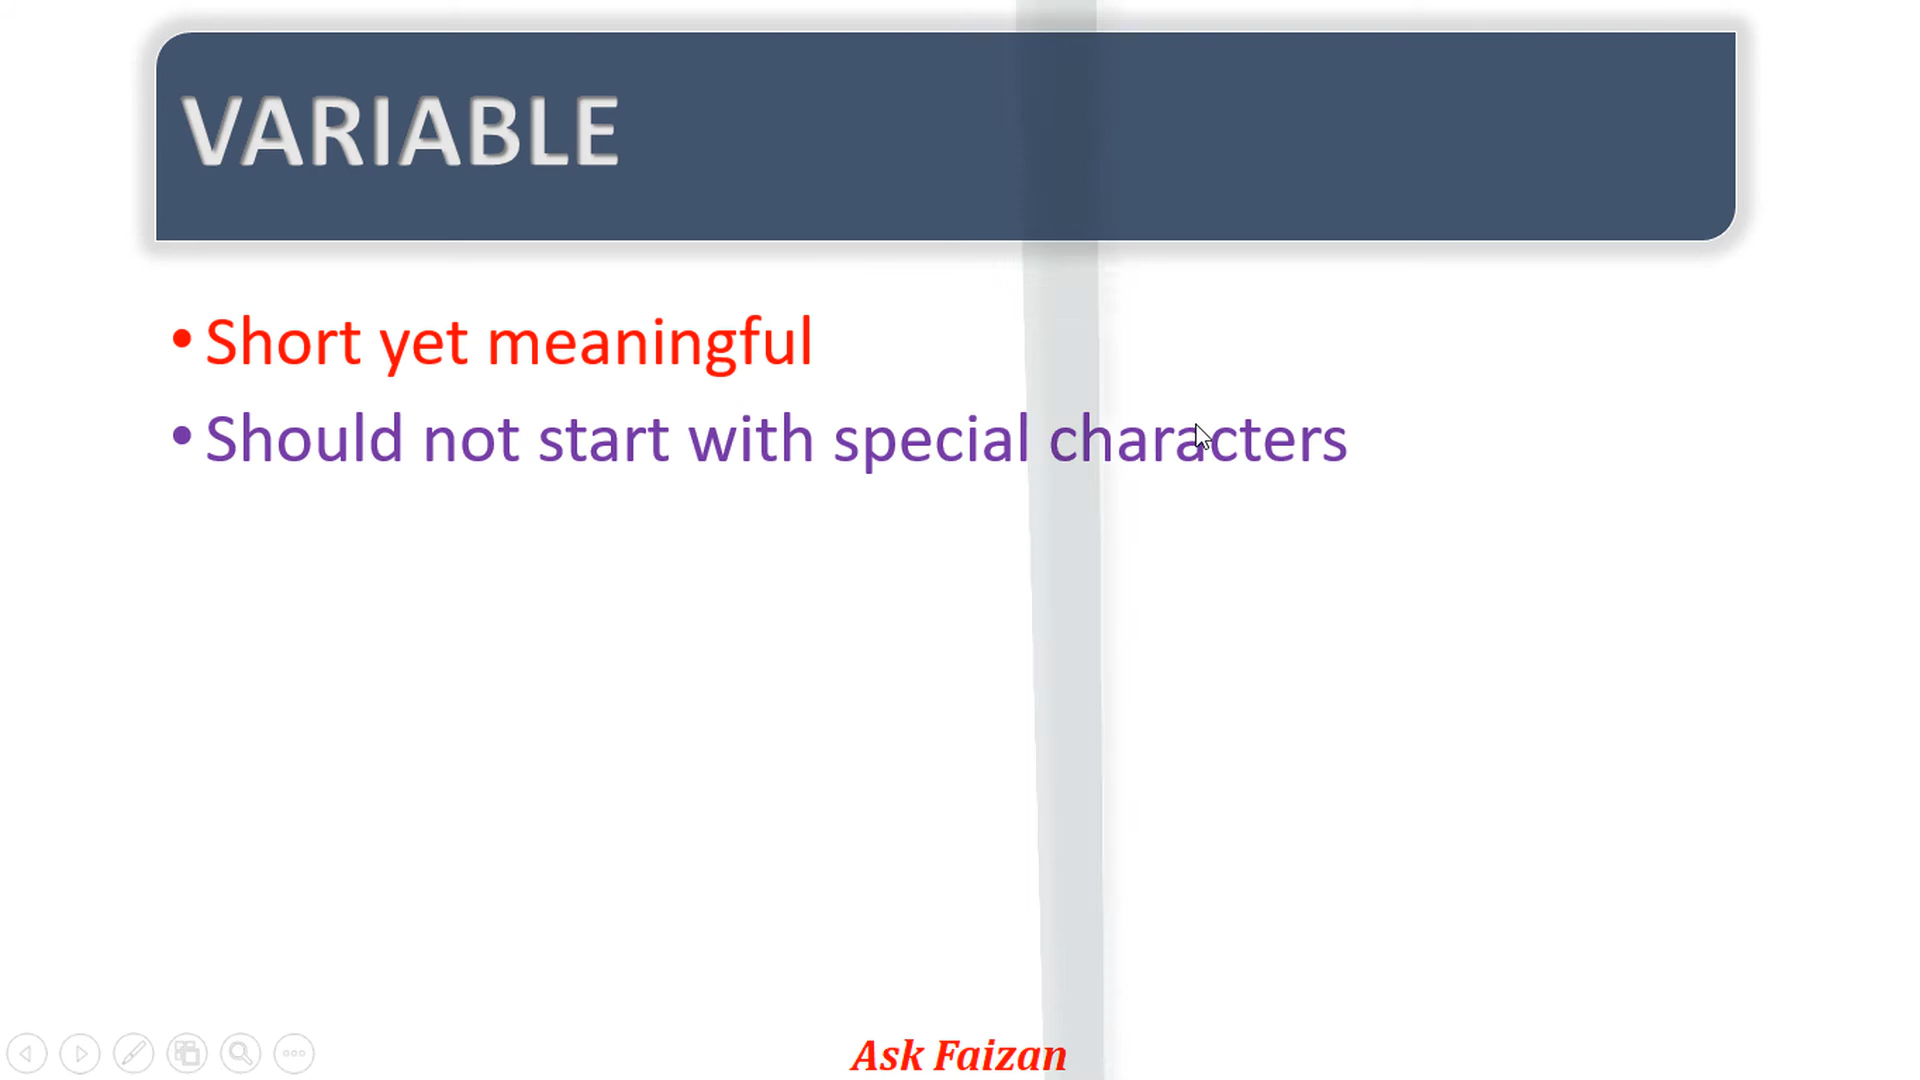 VARIABLE
• Short yet meaningful
• Should not start with special characters
Ask Faizan